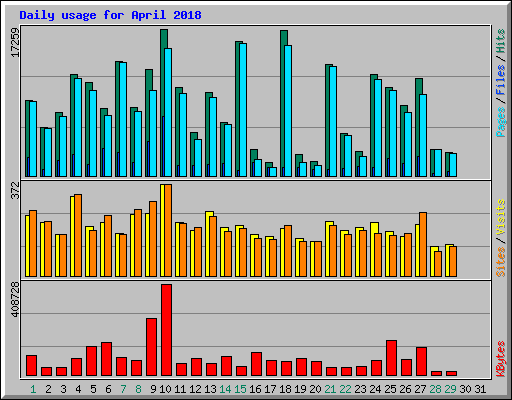 Daily usage for April 2018
17259
372
408728
Pages / Files / Hits
Sites / Visits
KBytes
1 2 3 4 5 6 7 8 9 10 11 12 13 14 15 16 17 18 19 20 21 22 23 24 25 26 27 28 29 30 31